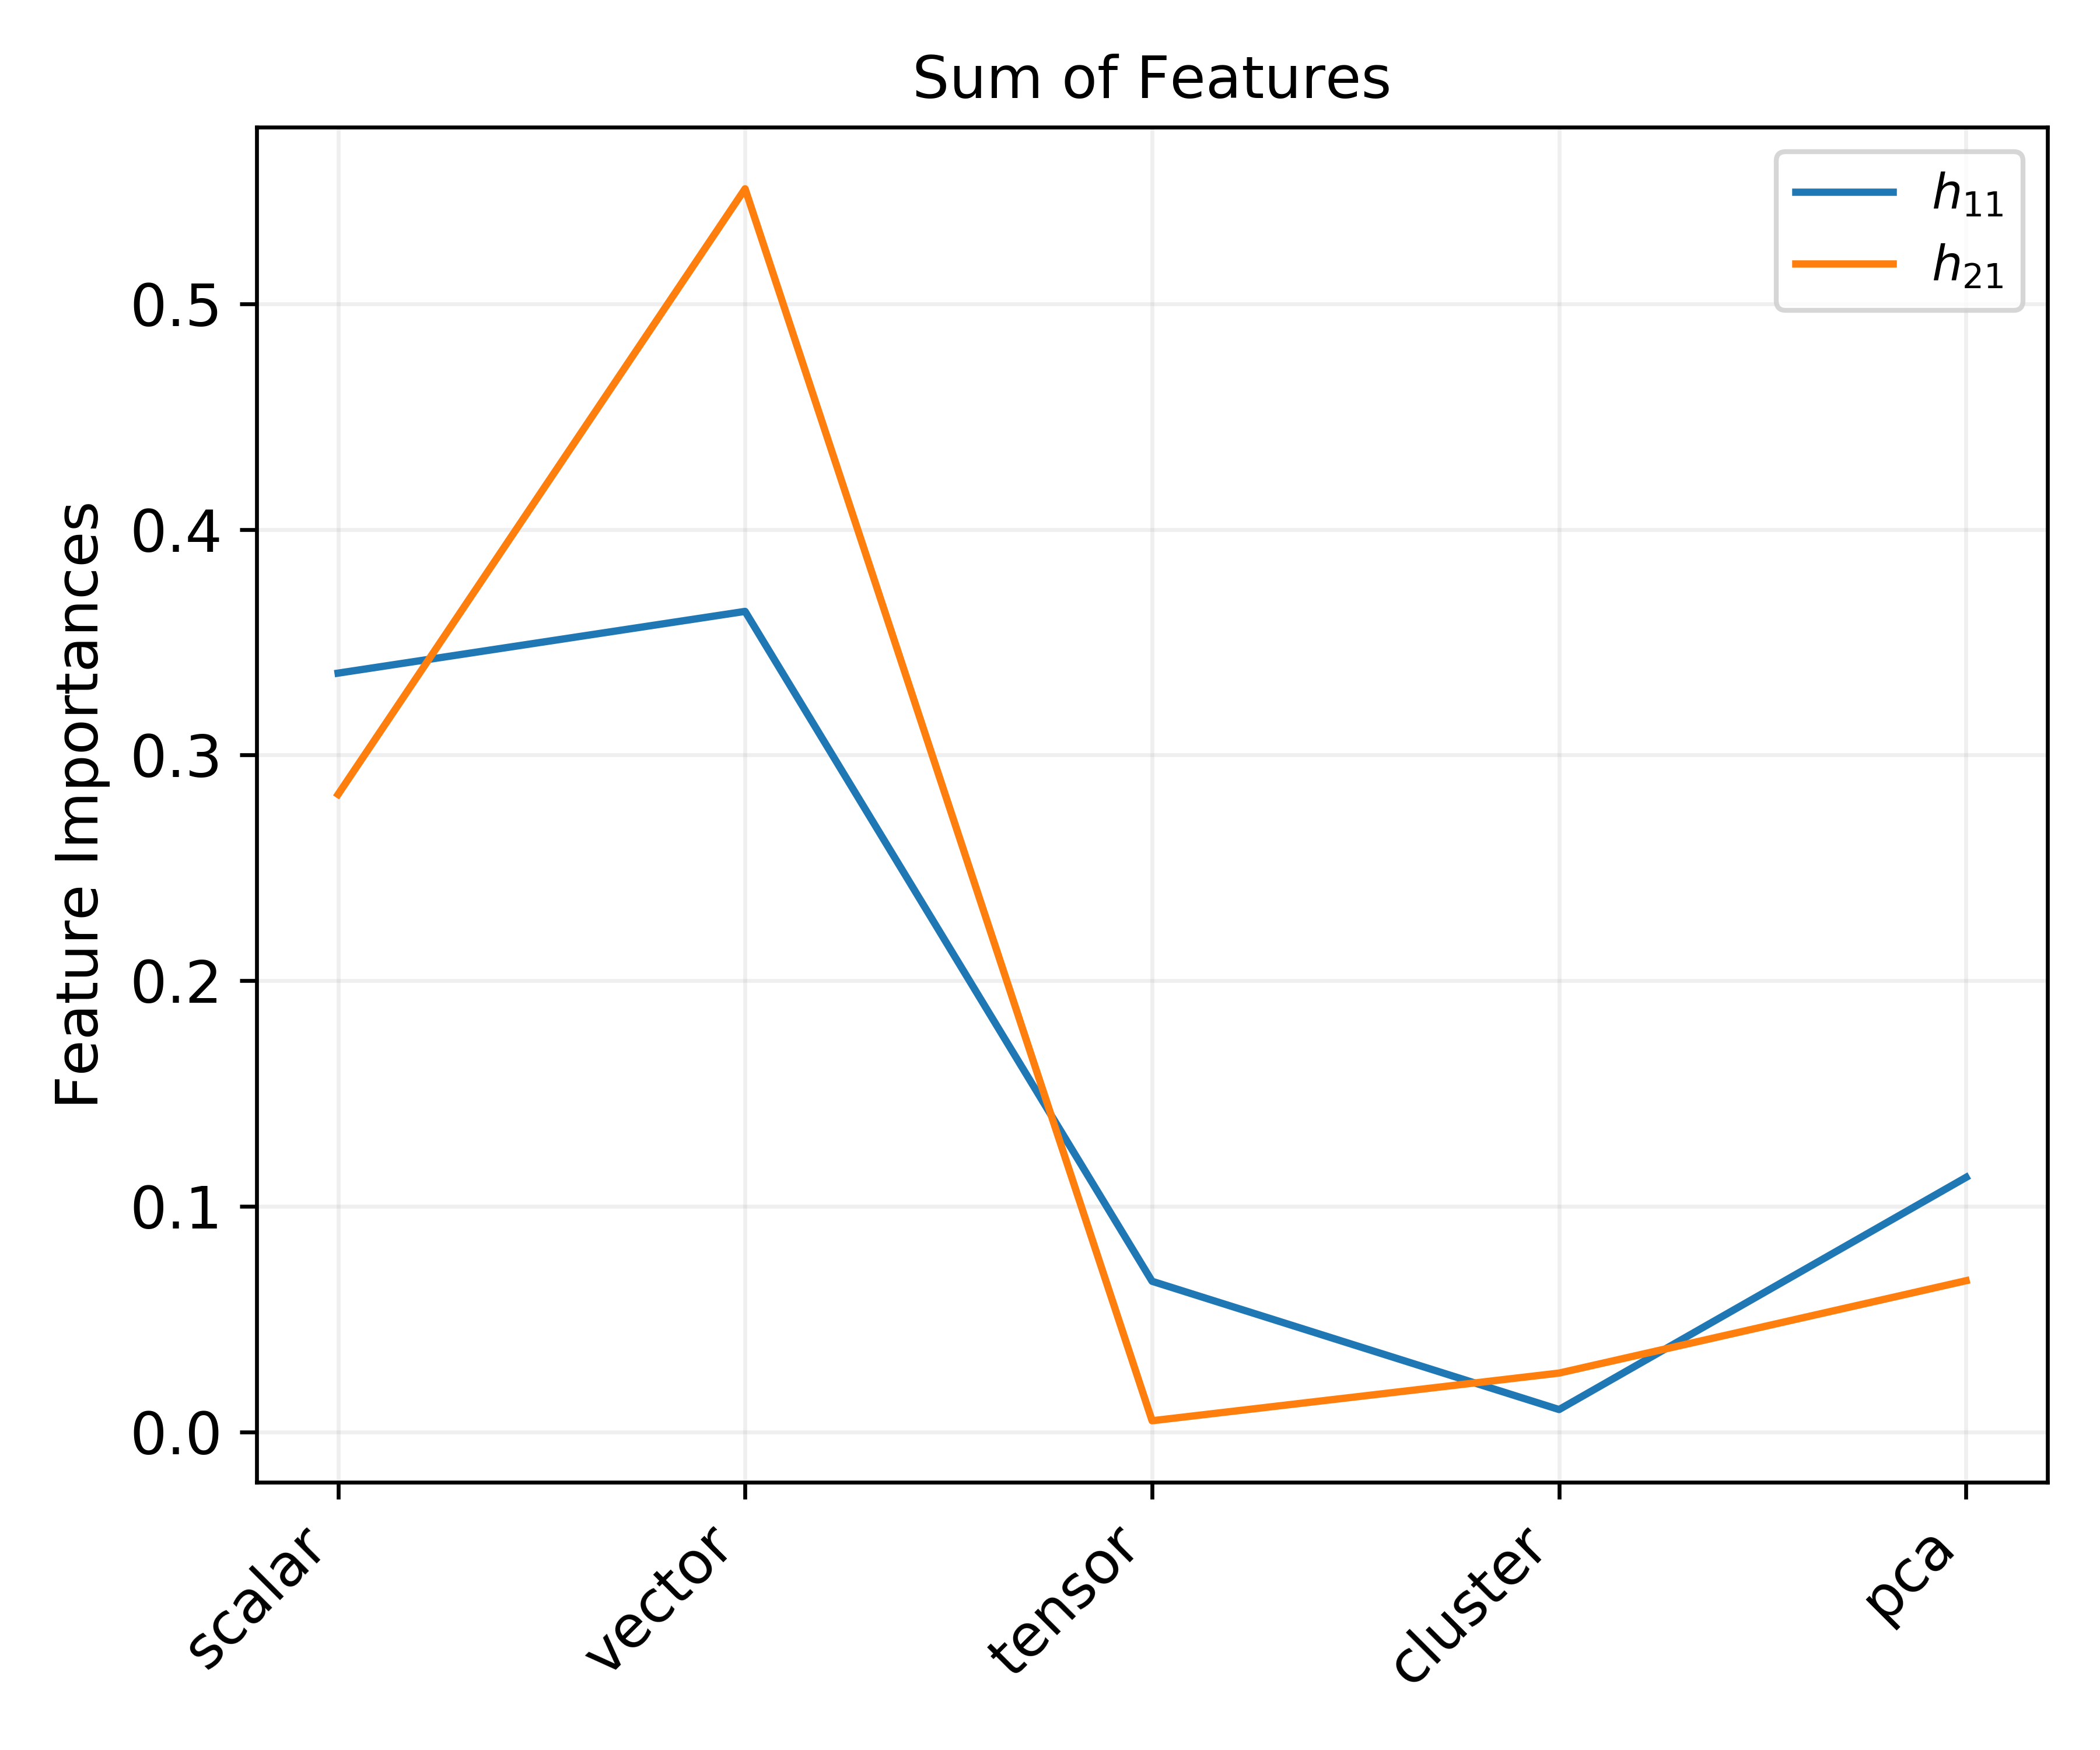 Sum of Features
h11
h21
Feature Importances
0.5
0.4
0.3
0.2
0.1
0.0
scalar
vector
tensor
cluster
pca